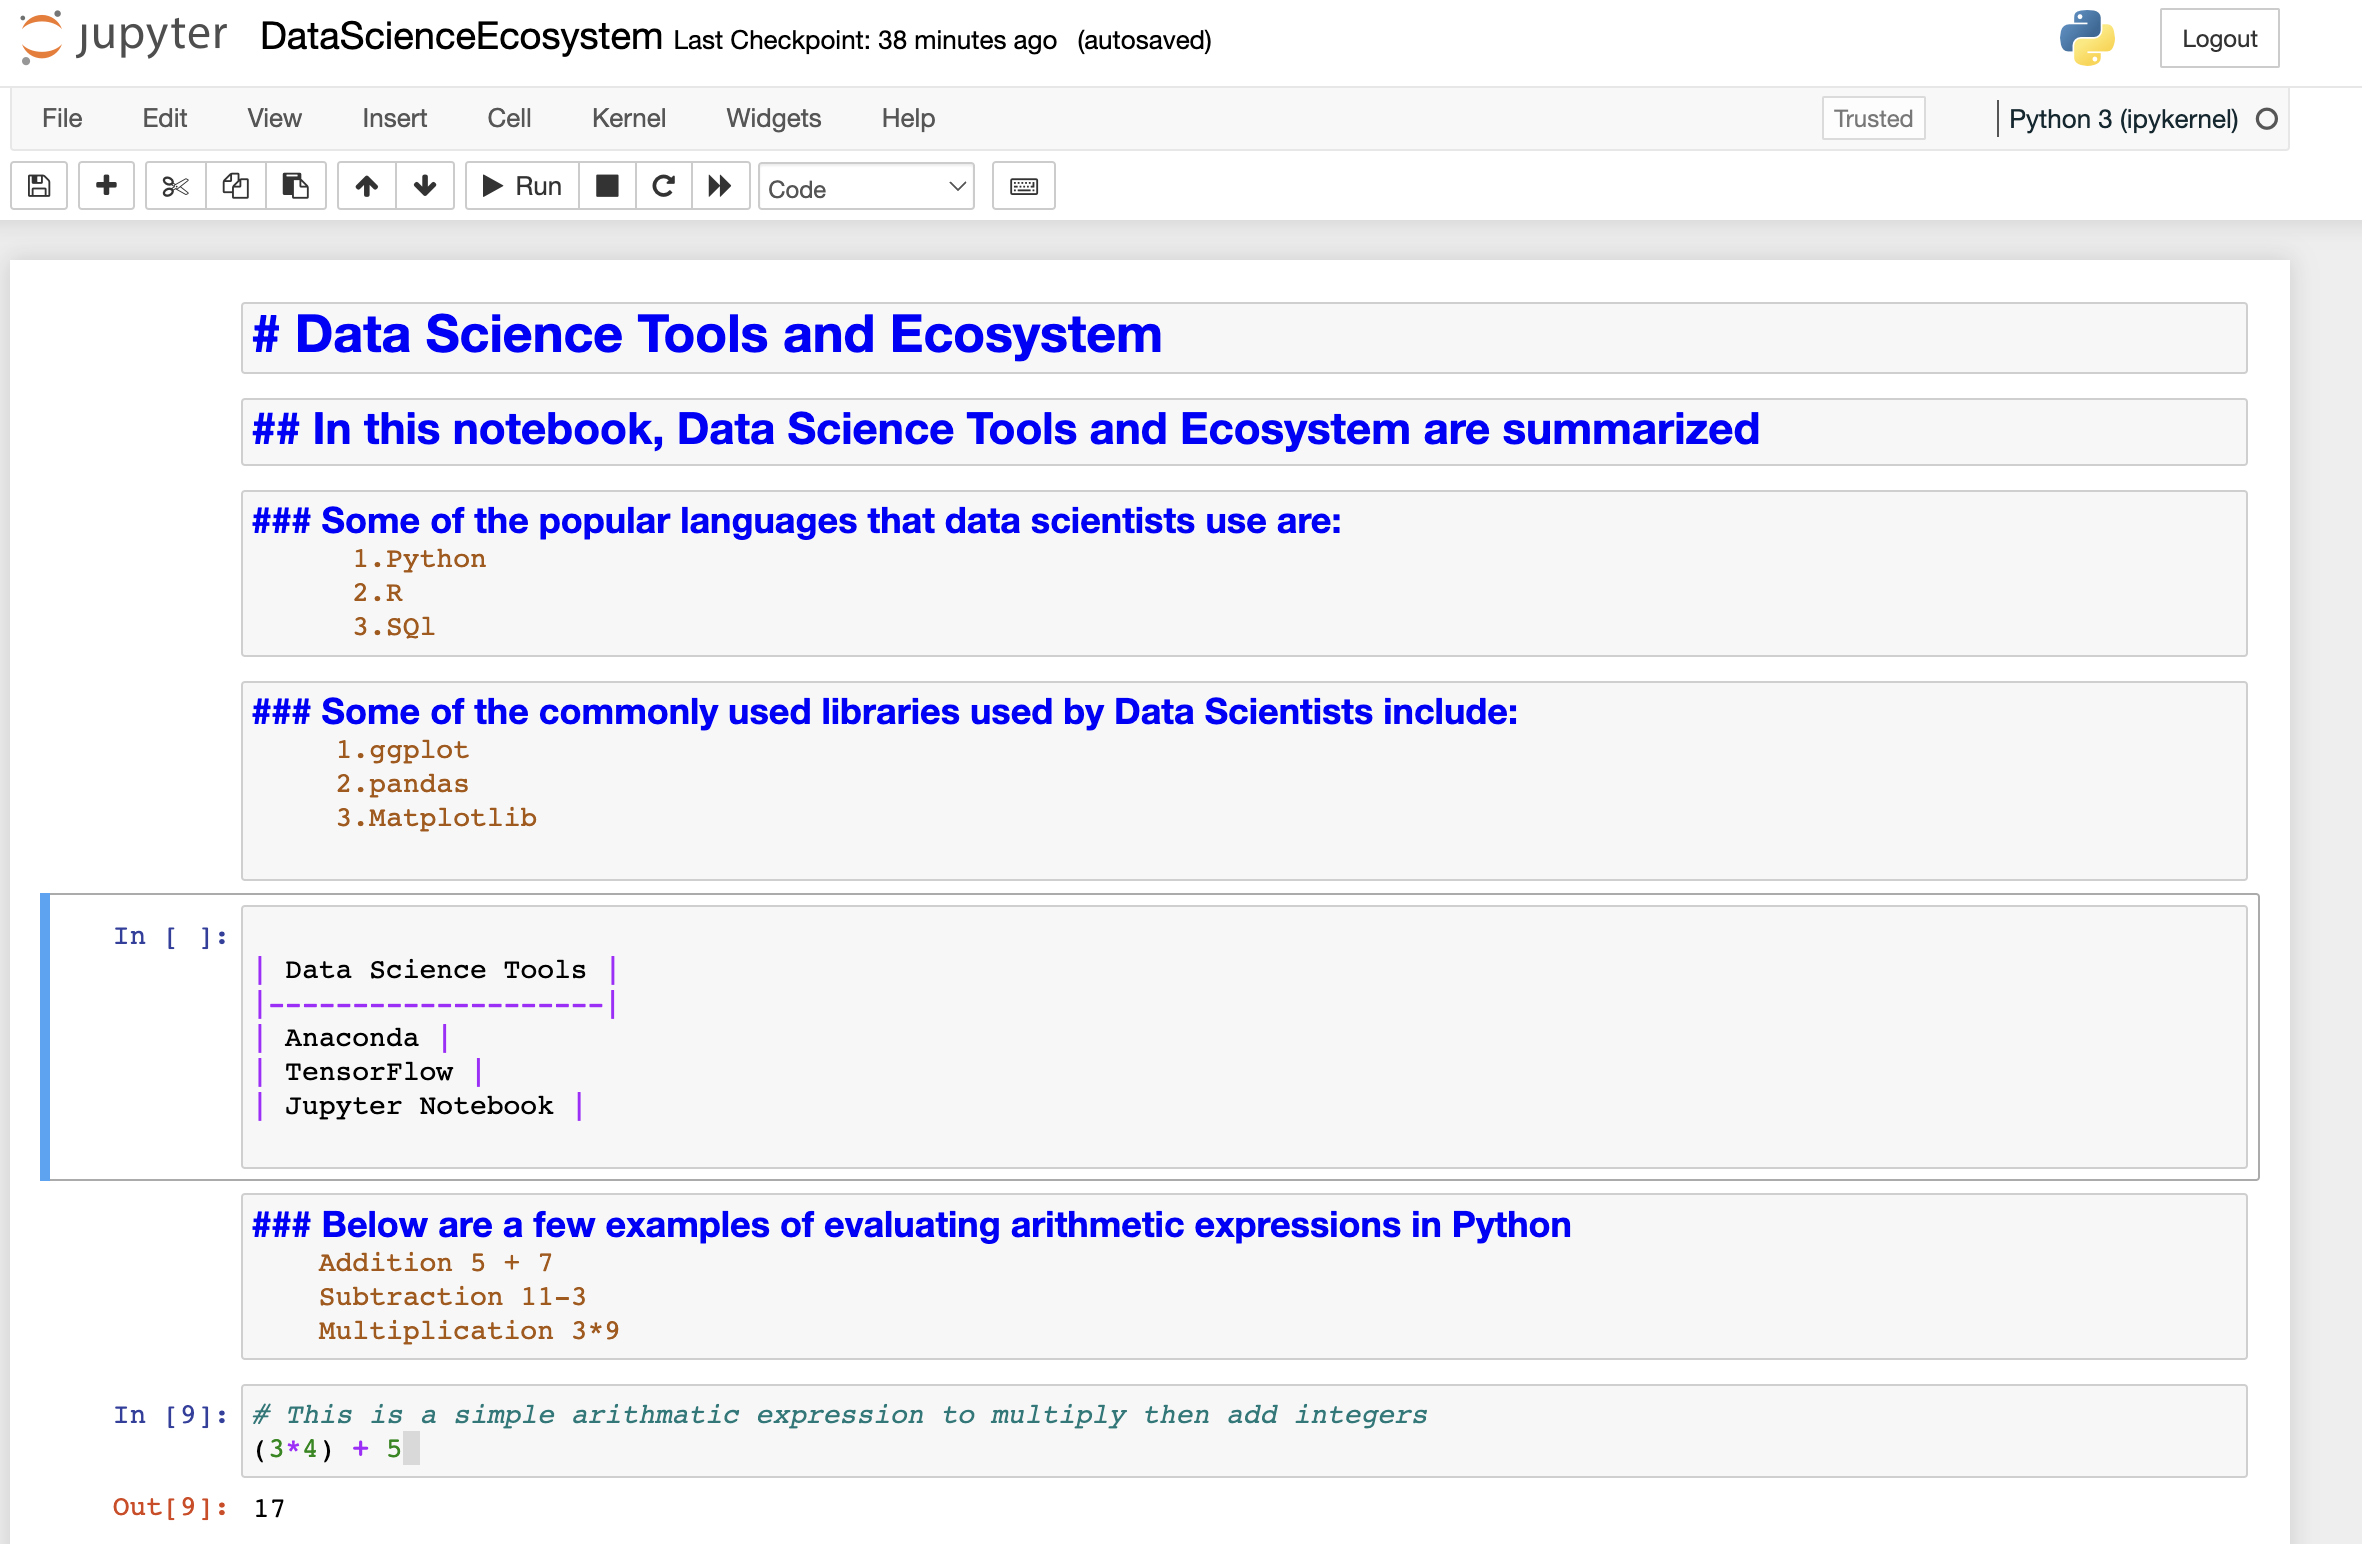 jupyter DataScienceEcosystem Last Checkpoint: 38 minutes ago (autosaved) Logout
File Edit View Insert Cell Kernel Widgets Help Trusted Python 3 (ipykernel)
Run Code
# Data Science Tools and Ecosystem
## In this notebook, Data Science Tools and Ecosystem are summarized
### Some of the popular languages that data scientists use are:
1.Python
2.R
3.SQl
### Some of the commonly used libraries used by Data Scientists include:
1.ggplot
2.pandas
3.Matplotlib
In [ ]:
| Data Science Tools |
|--------------------|
| Anaconda |
| TensorFlow |
| Jupyter Notebook |
### Below are a few examples of evaluating arithmetic expressions in Python
Addition 5 + 7
Subtraction 11-3
Multiplication 3*9
In [9]: # This is a simple arithmatic expression to multiply then add integers
(3*4) + 5
Out[9]: 17